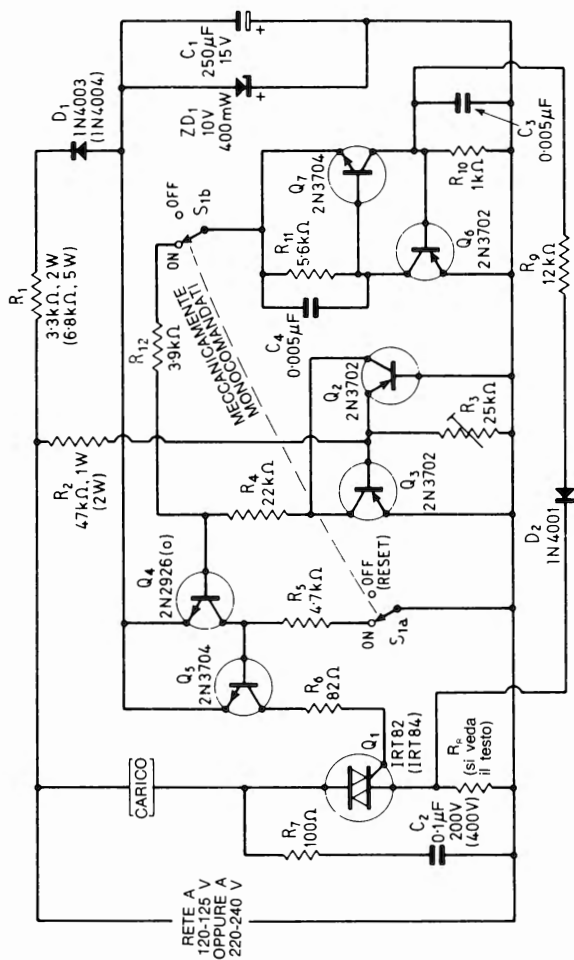 RETE A
120-125 V
OPPURE A
220-240 V
CARICO
R7
100Ω
C2
0·1μF
200V
(400V)
Q1
IRT82
(IRT84)
R8
(si veda
il testo)
R6
82Ω
Q5
2N3704
Q4
2N2926(o)
R5
4·7kΩ
ON
OFF
(RESET)
S1a
R2
47kΩ, 1W
(2W)
R4
22kΩ
Q3
2N3702
Q2
2N3702
R3
25kΩ
D2
1N4001
R12
3·9kΩ
MECCANICAMENTE
MONOCOMANDATI
R1
3·3kΩ, 2W
(6·8kΩ, 5W)
ON
OFF
S1b
C4
0·005μF
R11
5·6kΩ
Q7
2N3704
Q6
2N3702
R10
1kΩ
C3
0·005μF
R9
12kΩ
D1
1N4003
(1N4004)
ZD1
10V
400mW
+
C1
250μF
15V
+